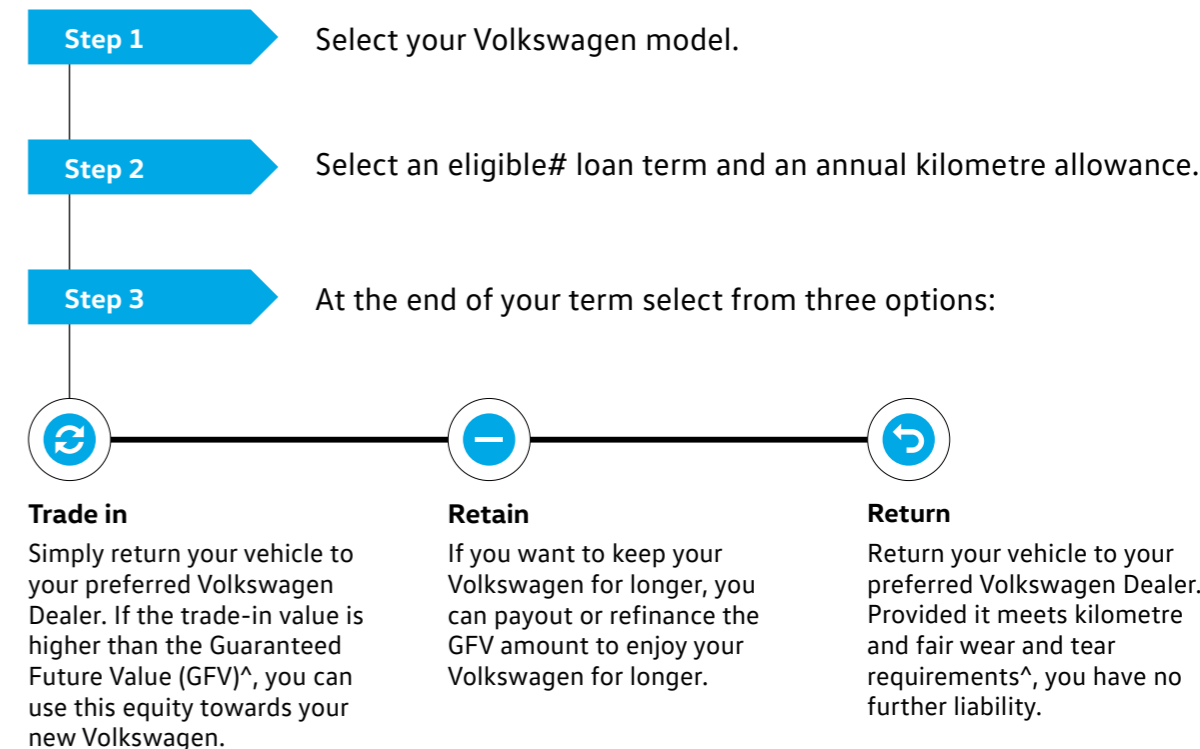 Step 1
Select your Volkswagen model.
Step 2
Select an eligible# loan term and an annual kilometre allowance.
Step 3
At the end of your term select from three options:
Trade in
Simply return your vehicle to
your preferred Volkswagen
Dealer. If the trade-in value is
higher than the Guaranteed
Future Value (GFV)^, you can
use this equity towards your
new Volkswagen.
Retain
If you want to keep your
Volkswagen for longer, you
can payout or refinance the
GFV amount to enjoy your
Volkswagen for longer.
Return
Return your vehicle to your
preferred Volkswagen Dealer.
Provided it meets kilometre
and fair wear and tear
requirements^, you have no
further liability.